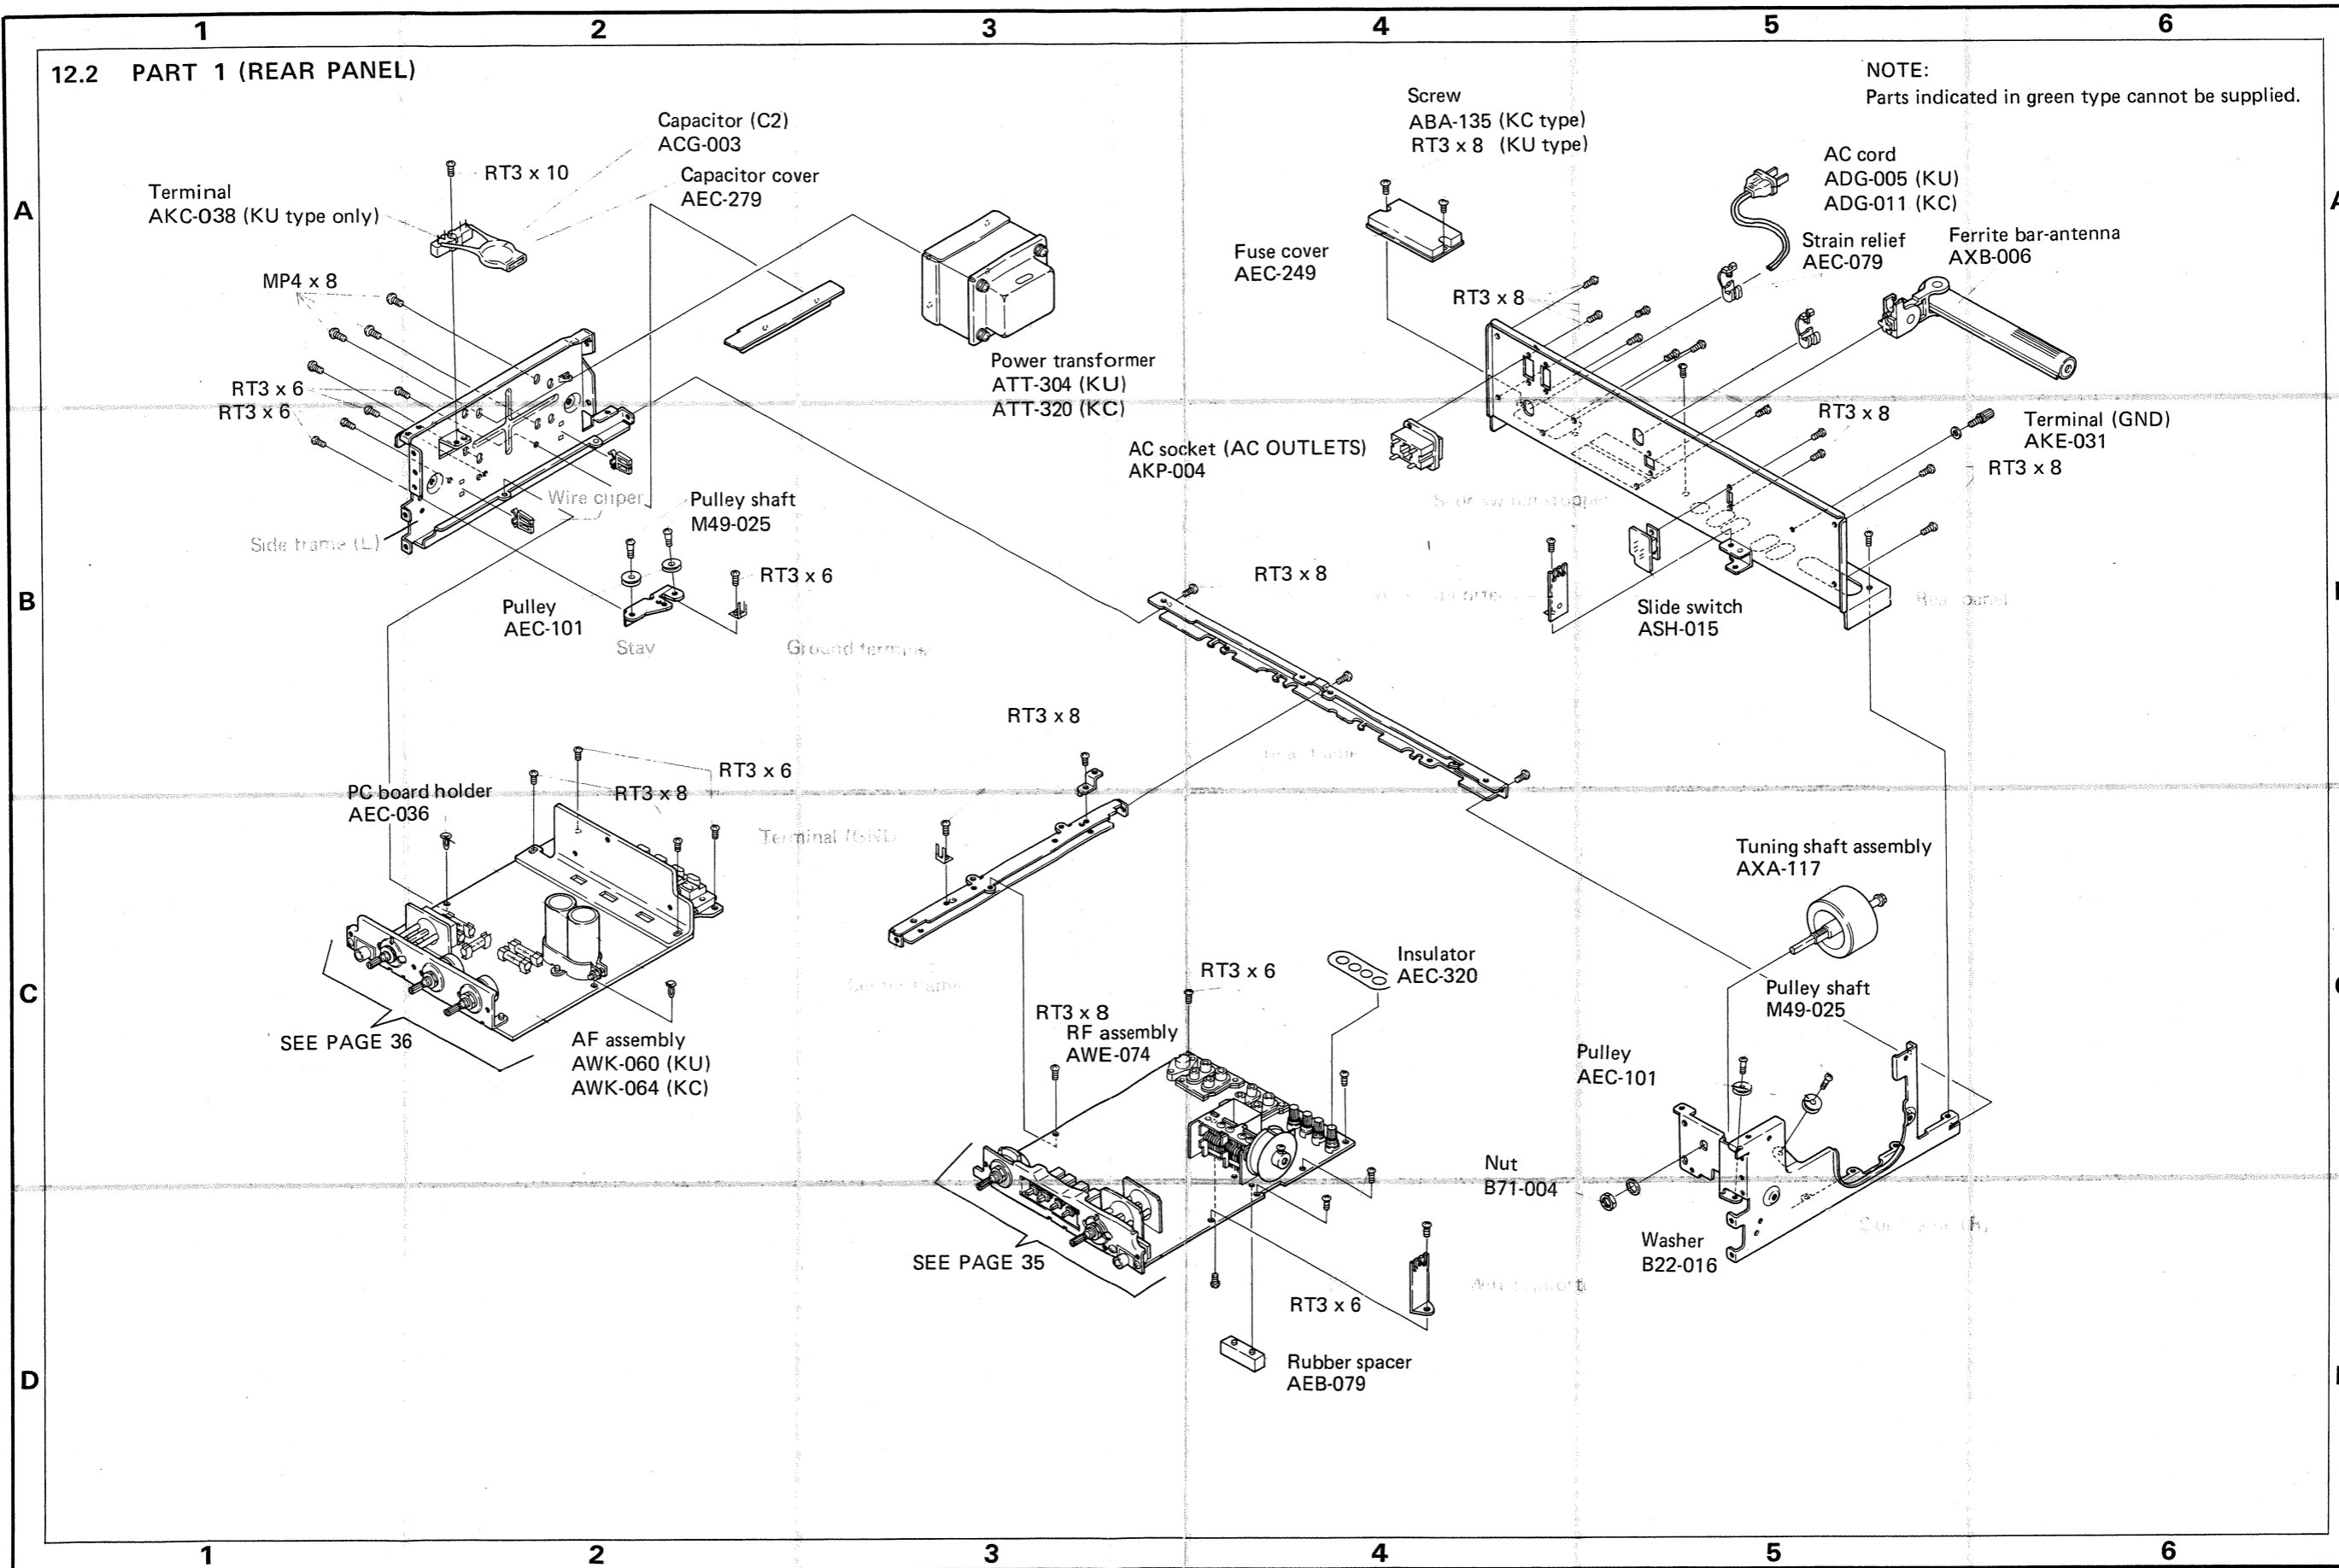 1 2 3 4 5 6
12.2 PART 1 (REAR PANEL)
NOTE:
Parts indicated in green type cannot be supplied.
A
Capacitor (C2)
ACG-003
RT3 x 10
Capacitor cover
AEC-279
Terminal
AKC-038 (KU type only)
MP4 x 8
RT3 x 6
RT3 x 6
Power transformer
ATT-304 (KU)
ATT-320 (KC)
Screw
ABA-135 (KC type)
RT3 x 8 (KU type)
AC cord
ADG-005 (KU)
ADG-011 (KC)
Fuse cover
AEC-249
Strain relief
AEC-079
Ferrite bar-antenna
AXB-006
RT3 x 8
RT3 x 8
Terminal (GND)
AKE-031
RT3 x 8
AC socket (AC OUTLETS)
AKP-004
Slide switch stopper
Wire cliper
Side frame (L)
Pulley shaft
M49-025
B
RT3 x 6
Pulley
AEC-101
Stay
Ground terminal
RT3 x 8
Slide switch
ASH-015
Rear panel
RT3 x 8
RT3 x 6
RT3 x 8
PC board holder
AEC-036
Terminal (GND)
Tuning shaft assembly
AXA-117
C
SEE PAGE 36
AF assembly
AWK-060 (KU)
AWK-064 (KC)
RT3 x 6
Insulator
AEC-320
RT3 x 8
RF assembly
AWE-074
Pulley shaft
M49-025
Pulley
AEC-101
Nut
B71-004
Washer
B22-016
SEE PAGE 35
RT3 x 6
D
Rubber spacer
AEB-079
1 2 3 4 5 6